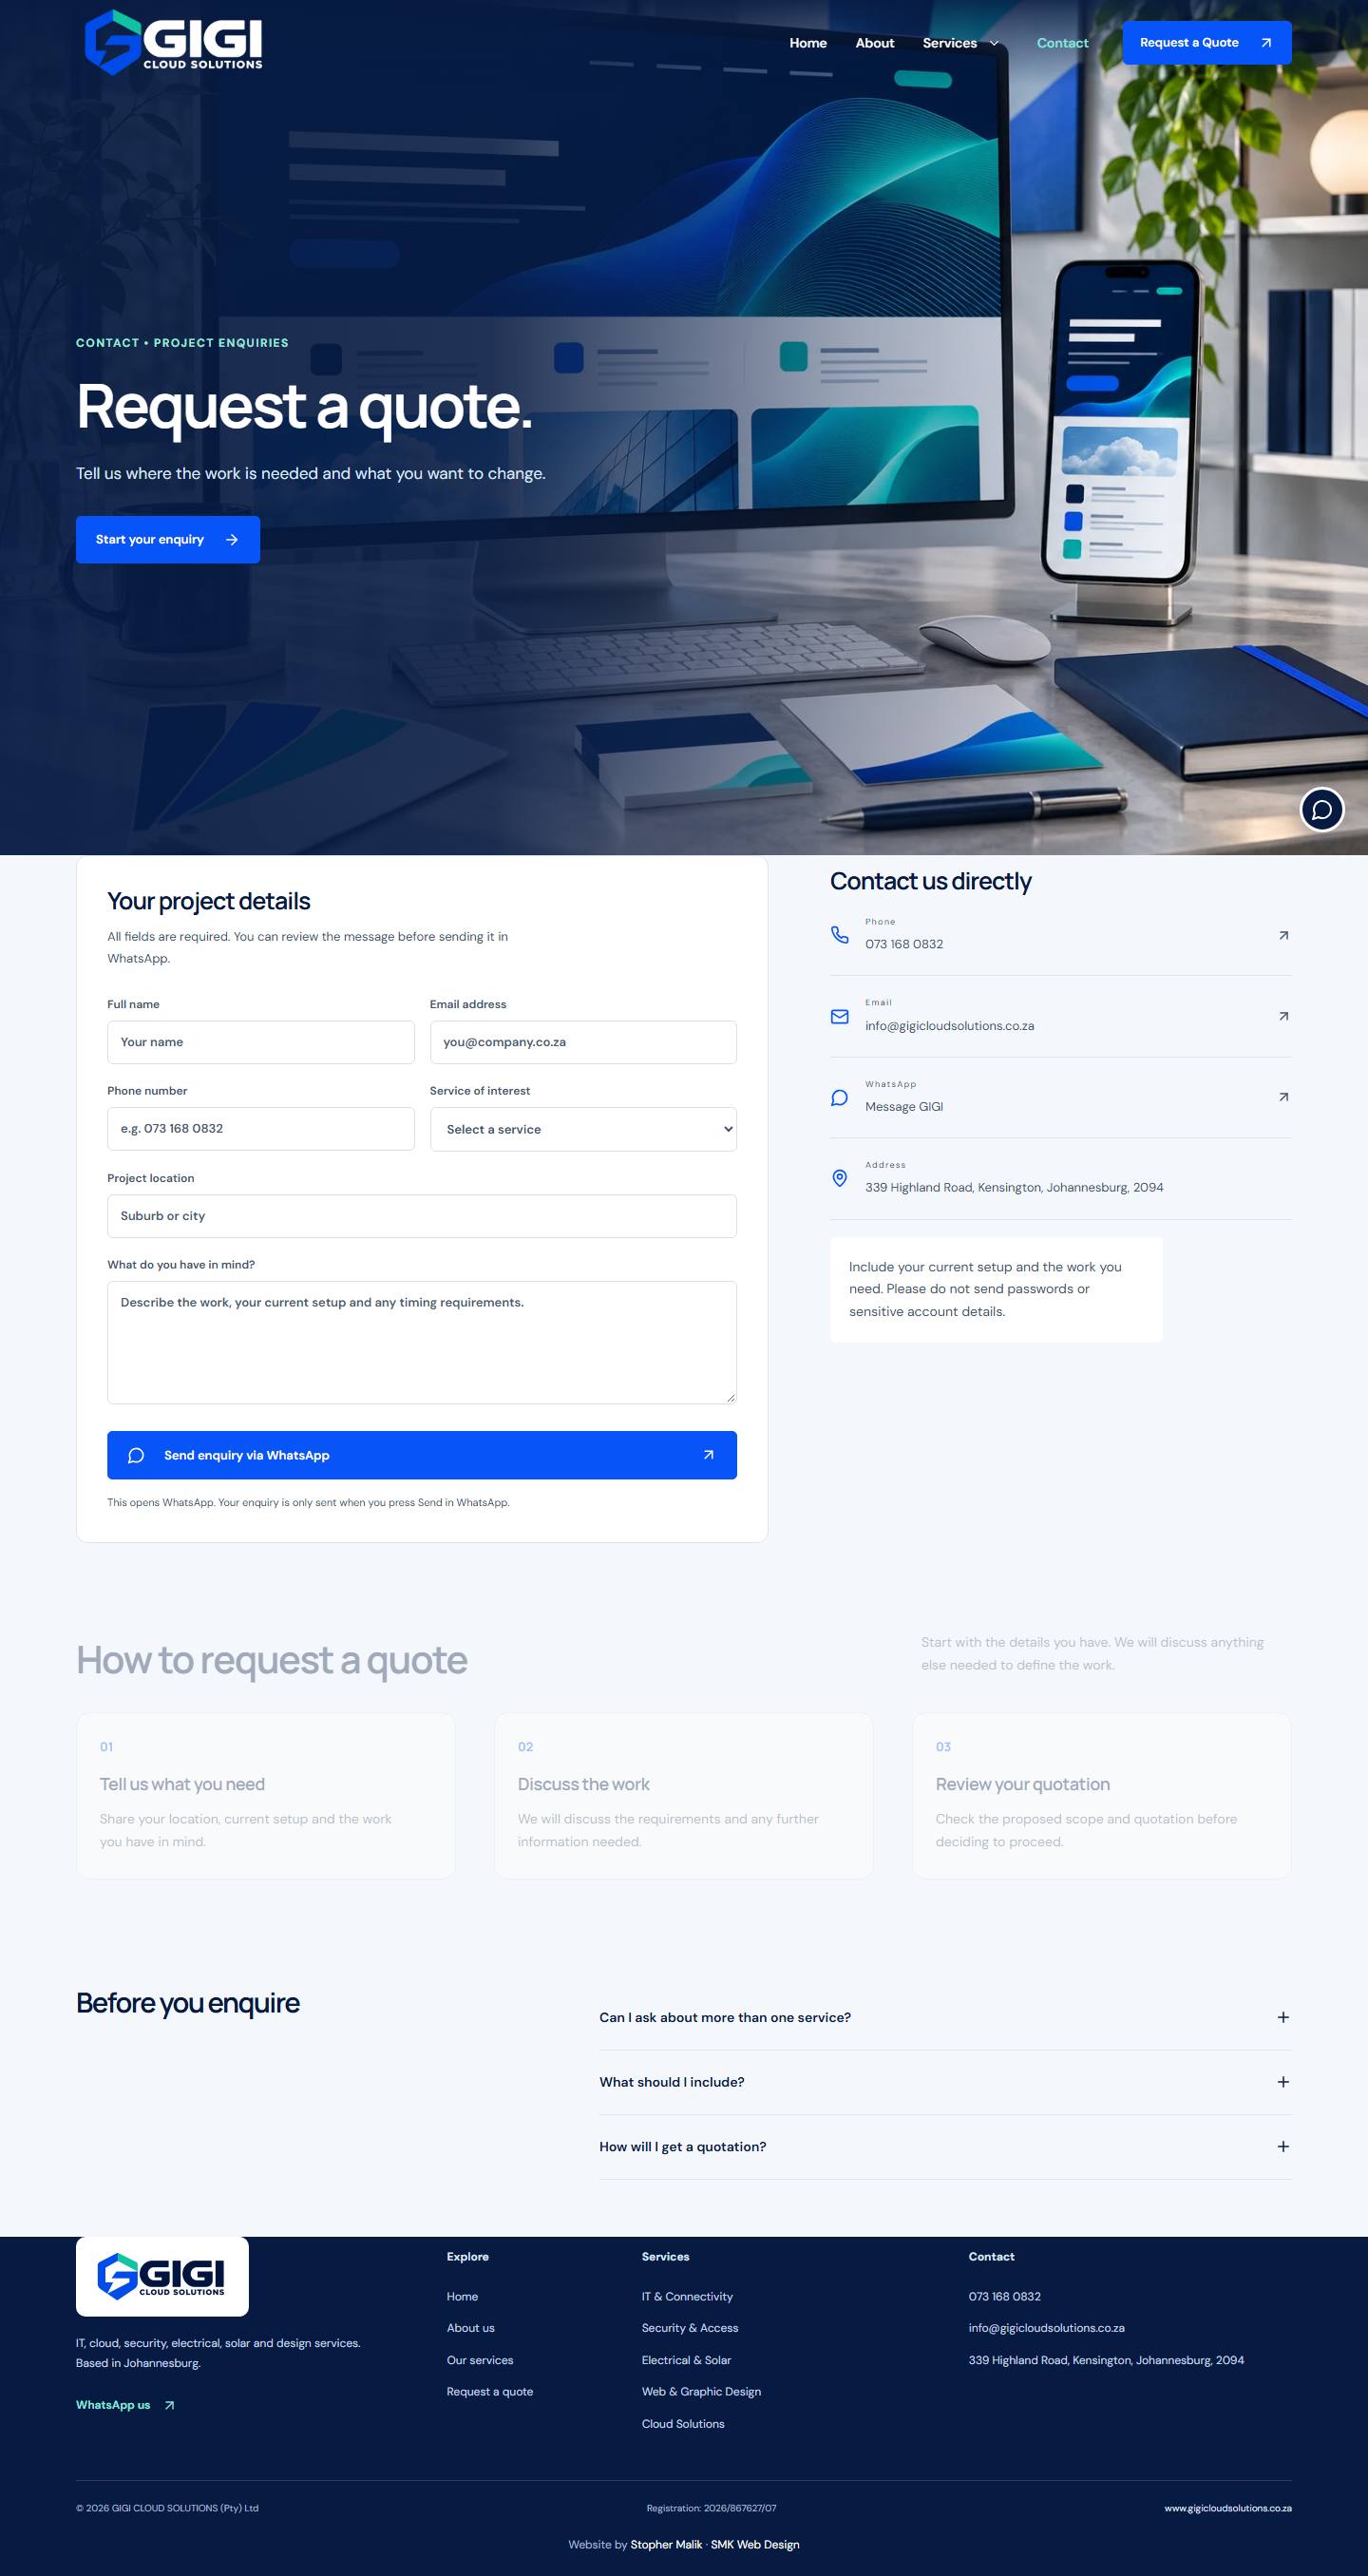 GIGI
CLOUD SOLUTIONS
Home
About
Services
Contact
Request a Quote
CONTACT • PROJECT ENQUIRIES
Request a quote.
Tell us where the work is needed and what you want to change.
Start your enquiry
Your project details
All fields are required. You can review the message before sending it in
WhatsApp.
Full name
Email address
Your name
you@company.co.za
Phone number
Service of interest
e.g. 073 168 0832
Select a service
Project location
Suburb or city
What do you have in mind?
Describe the work, your current setup and any timing requirements.
Send enquiry via WhatsApp
This opens WhatsApp. Your enquiry is only sent when you press Send in WhatsApp.
Contact us directly
Phone
073 168 0832
Email
info@gigicloudsolutions.co.za
WhatsApp
Message GIGI
Address
339 Highland Road, Kensington, Johannesburg, 2094
Include your current setup and the work you
need. Please do not send passwords or
sensitive account details.
How to request a quote
Start with the details you have. We will discuss anything
else needed to define the work.
01
Tell us what you need
Share your location, current setup and the work
you have in mind.
02
Discuss the work
We will discuss the requirements and any further
information needed.
03
Review your quotation
Check the proposed scope and quotation before
deciding to proceed.
Before you enquire
Can I ask about more than one service?
What should I include?
How will I get a quotation?
GIGI
CLOUD SOLUTIONS
IT, cloud, security, electrical, solar and design services.
Based in Johannesburg.
WhatsApp us
Explore
Home
About us
Our services
Request a quote
Services
IT & Connectivity
Security & Access
Electrical & Solar
Web & Graphic Design
Cloud Solutions
Contact
073 168 0832
info@gigicloudsolutions.co.za
339 Highland Road, Kensington, Johannesburg, 2094
© 2026 GIGI CLOUD SOLUTIONS (Pty) Ltd
Registration: 2026/867627/07
www.gigicloudsolutions.co.za
Website by Stopher Malik · SMK Web Design